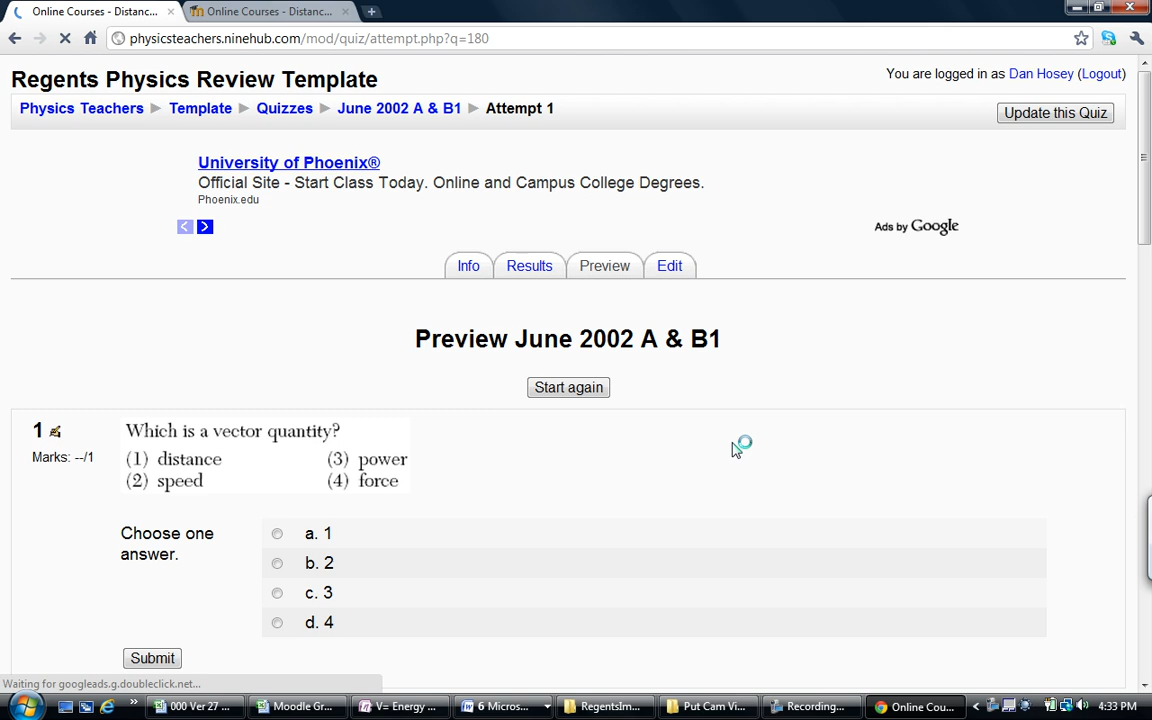 Online Courses - Distanc...
Online Courses - Distanc...
physicsteachers.ninehub.com/mod/quiz/attempt.php?q=180
Regents Physics Review Template
You are logged in as Dan Hosey (Logout)
Physics Teachers ► Template ► Quizzes ► June 2002 A & B1 ► Attempt 1
Update this Quiz
University of Phoenix®
Official Site - Start Class Today. Online and Campus College Degrees.
Phoenix.edu
< >
Ads by Google
Info Results Preview Edit
Preview June 2002 A & B1
Start again
1
Which is a vector quantity?
Marks: --/1
(1) distance (3) power
(2) speed (4) force
Choose one answer.
a. 1
b. 2
c. 3
d. 4
Submit
Waiting for googleads.g.doubleclick.net...
000 Ver 27 ... Moodle Gr... V= Energy ... 6 Micros... RegentsIm... Put Cam Vi... Recording... Online Cou... 4:33 PM